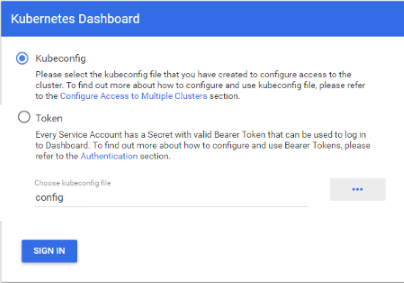 Kubernetes Dashboard
Kubeconfig
Please select the kubeconfig file that you have created to configure access to the
cluster. To find out more about how to configure and use kubeconfig file, please refer
to the Configure Access to Multiple Clusters section.
Token
Every Service Account has a Secret with valid Bearer Token that can be used to log in
to Dashboard. To find out more about how to configure and use Bearer Tokens, please
refer to the Authentication section.
Choose kubeconfig file
config
...
SIGN IN